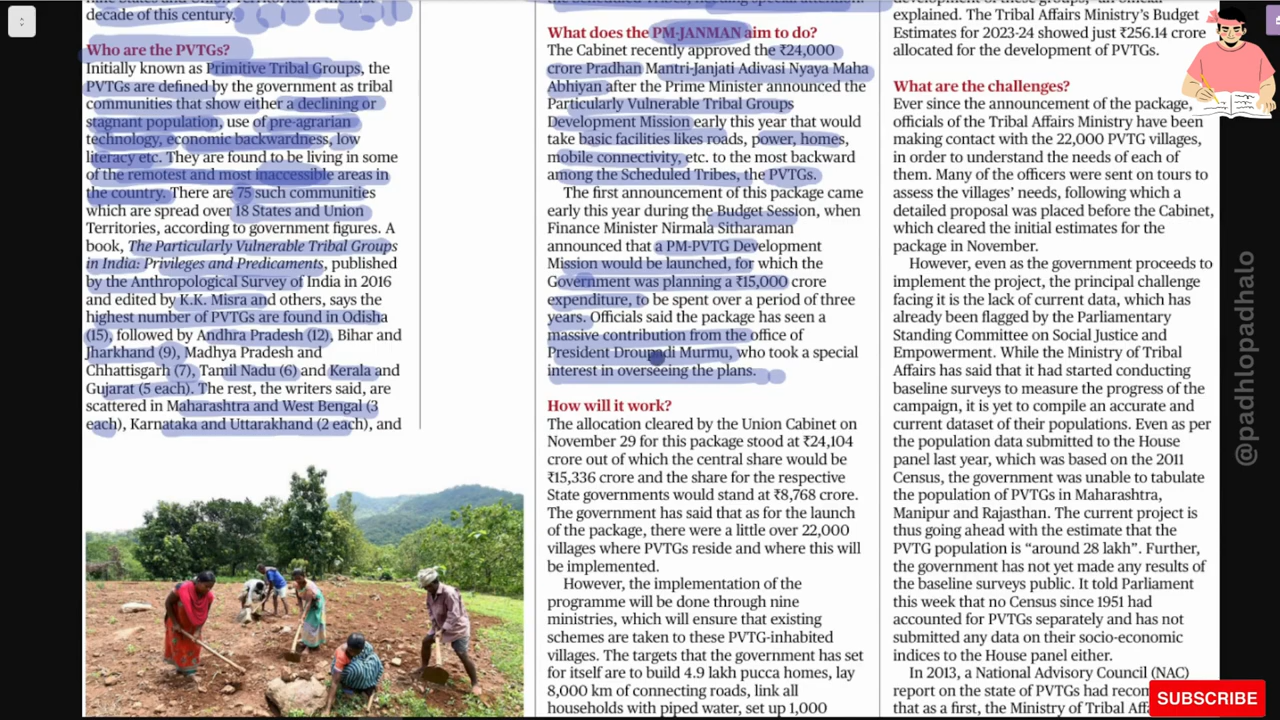 decade of this century.
Who are the PVTGs?
Initially known as Primitive Tribal Groups, the
PVTGs are defined by the government as tribal
communities that show either a declining or
stagnant population, use of pre-agrarian
technology, economic backwardness, low
literacy etc. They are found to be living in some
of the remotest and most inaccessible areas in
the country. There are 75 such communities
which are spread over 18 States and Union
Territories, according to government figures. A
book, The Particularly Vulnerable Tribal Groups
in India: Privileges and Predicaments, published
by the Anthropological Survey of India in 2016
and edited by K.K. Misra and others, says the
highest number of PVTGs are found in Odisha
(15), followed by Andhra Pradesh (12), Bihar and
Jharkhand (9), Madhya Pradesh and
Chhattisgarh (7), Tamil Nadu (6) and Kerala and
Gujarat (5 each). The rest, the writers said, are
scattered in Maharashtra and West Bengal (3
each), Karnataka and Uttarakhand (2 each), and
the Scheduled Tribes, needing special attention.
What does the PM-JANMAN aim to do?
The Cabinet recently approved the ₹24,000
crore Pradhan Mantri-Janjati Adivasi Nyaya Maha
Abhiyan after the Prime Minister announced the
Particularly Vulnerable Tribal Groups
Development Mission early this year that would
take basic facilities like roads, power, homes,
mobile connectivity, etc. to the most backward
among the Scheduled Tribes, the PVTGs.
The first announcement of this package came
early this year during the Budget Session, when
Finance Minister Nirmala Sitharaman
announced that a PM-PVTG Development
Mission would be launched, for which the
Government was planning a ₹15,000 crore
expenditure, to be spent over a period of three
years. Officials said the package has seen a
massive contribution from the office of
President Droupadi Murmu, who took a special
interest in overseeing the plans.
How will it work?
The allocation cleared by the Union Cabinet on
November 29 for this package stood at ₹24,104
crore out of which the central share would be
₹15,336 crore and the share for the respective
State governments would stand at ₹8,768 crore.
The government has said that as for the launch
of the package, there were a little over 22,000
villages where PVTGs reside and where this will
be implemented.
However, the implementation of the
programme will be done through nine
ministries, which will ensure that existing
schemes are taken to these PVTG-inhabited
villages. The targets that the government has set
for itself are to build 4.9 lakh pucca homes, lay
8,000 km of connecting roads, link all
households with piped water, set up 1,000
explained. The Tribal Affairs Ministry's Budget
Estimates for 2023-24 showed just ₹256.14 crore
allocated for the development of PVTGs.
What are the challenges?
Ever since the announcement of the package,
officials of the Tribal Affairs Ministry have been
making contact with the 22,000 PVTG villages,
in order to understand the needs of each of
them. Many of the officers were sent on tours to
assess the villages' needs, following which a
detailed proposal was placed before the Cabinet,
which cleared the initial estimates for the
package in November.
However, even as the government proceeds to
implement the project, the principal challenge
facing it is the lack of current data, which has
already been flagged by the Parliamentary
Standing Committee on Social Justice and
Empowerment. While the Ministry of Tribal
Affairs has said that it had started conducting
baseline surveys to measure the progress of the
campaign, it is yet to compile an accurate and
current dataset of their populations. Even as per
the population data submitted to the House
panel last year, which was based on the 2011
Census, the government was unable to tabulate
the population of PVTGs in Maharashtra,
Manipur and Rajasthan. The current project is
thus going ahead with the estimate that the
PVTG population is “around 28 lakh”. Further,
the government has not yet made any results of
the baseline surveys public. It told Parliament
this week that no Census since 1951 had
accounted for PVTGs separately and has not
submitted any data on their socio-economic
indices to the House panel either.
In 2013, a National Advisory Council (NAC)
report on the state of PVTGs had
that as a first, the Ministry of Tribal
@padhlopadhalo
SUBSCRIBE